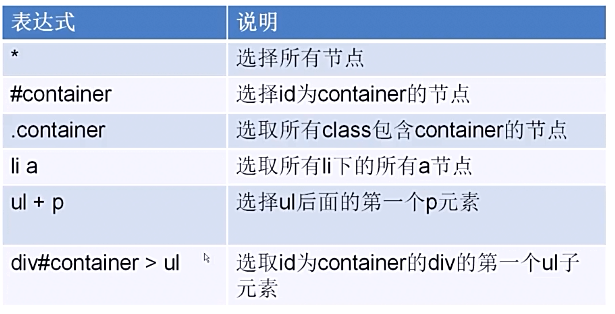 表达式 说明
* 选择所有节点
#container 选择id为container的节点
.container 选取所有class包含container的节点
li a 选取所有li下的所有a节点
ul + p 选择ul后面的第一个p元素
div#container > ul 选取id为container的div的第一个ul子
元素